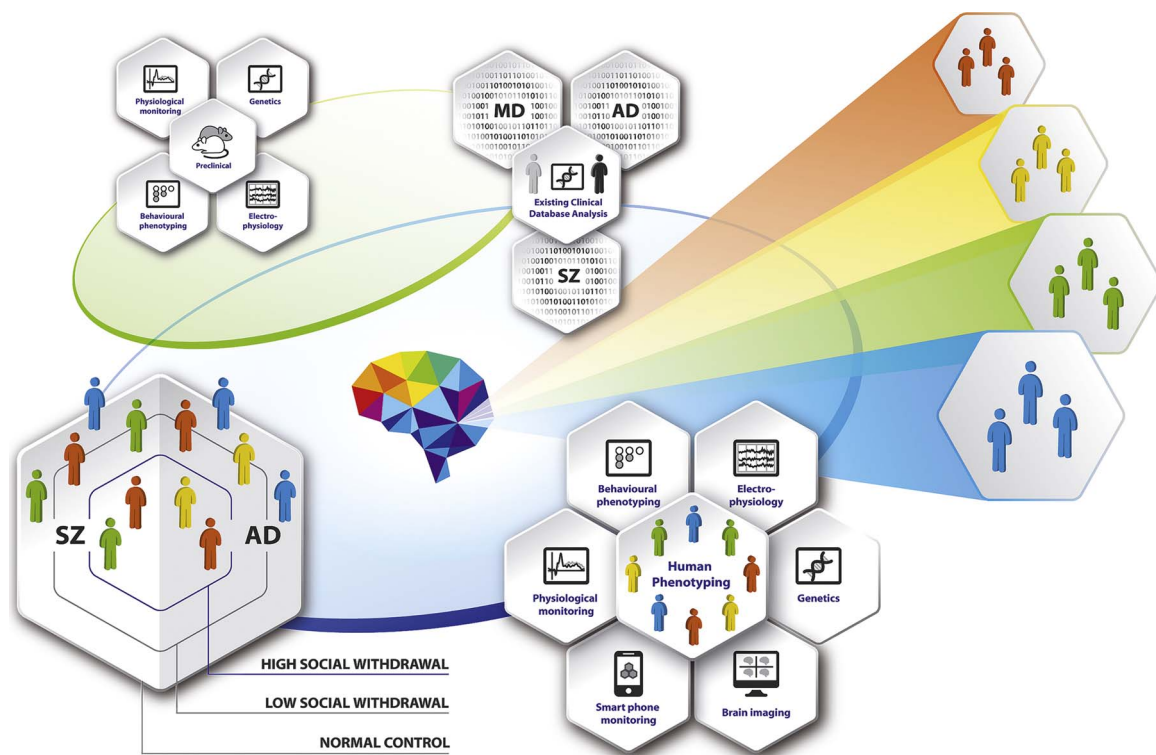 Physiological
monitoring
Genetics
Preclinical
Behavioural
phenotyping
Electro-
physiology
MD
AD
Existing Clinical
Database Analysis
SZ
SZ
AD
HIGH SOCIAL WITHDRAWAL
LOW SOCIAL WITHDRAWAL
NORMAL CONTROL
Behavioural
phenotyping
Electro-
physiology
Physiological
monitoring
Human
Phenotyping
Genetics
Smart phone
monitoring
Brain imaging